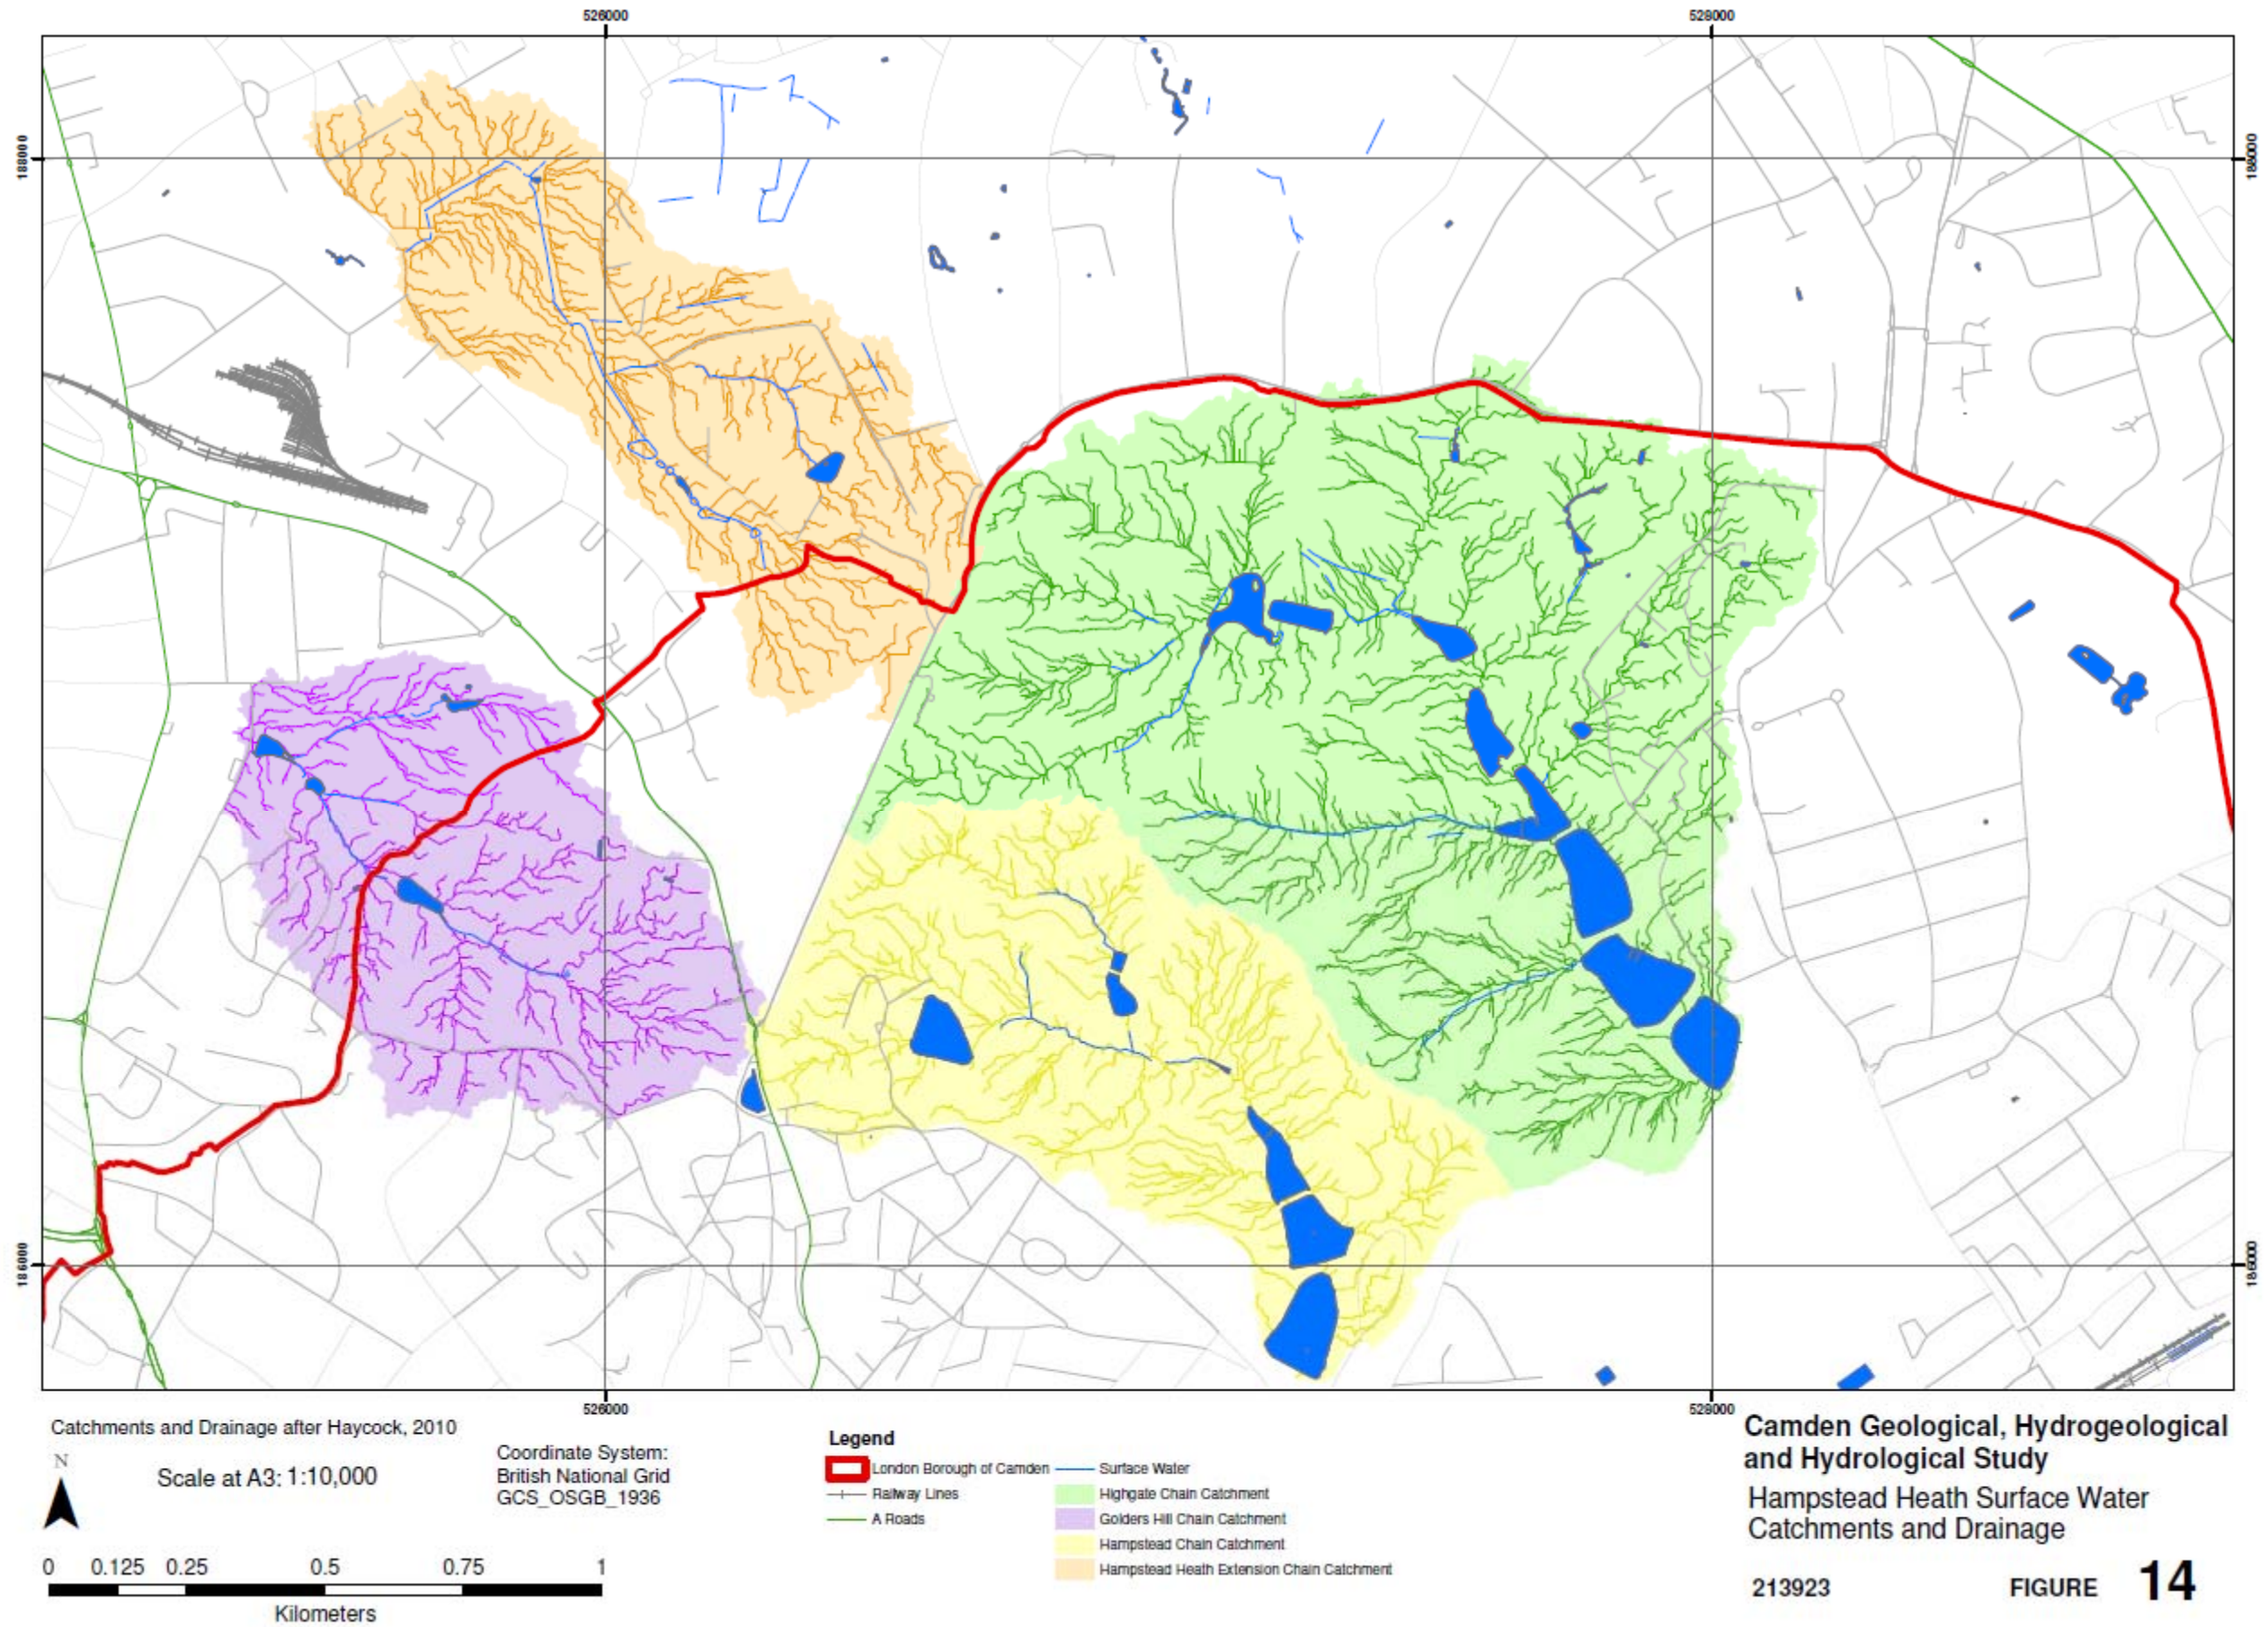 526000
528000
188000
188000
186000
186000
526000
528000
Catchments and Drainage after Haycock, 2010
N
Scale at A3: 1:10,000
Coordinate System:
British National Grid
GCS_OSGB_1936
0 0.125 0.25 0.5 0.75 1
Kilometers
Legend
London Borough of Camden
Railway Lines
A Roads
Surface Water
Highgate Chain Catchment
Golders Hill Chain Catchment
Hampstead Chain Catchment
Hampstead Heath Extension Chain Catchment
Camden Geological, Hydrogeological
and Hydrological Study
Hampstead Heath Surface Water
Catchments and Drainage
213923
FIGURE 14